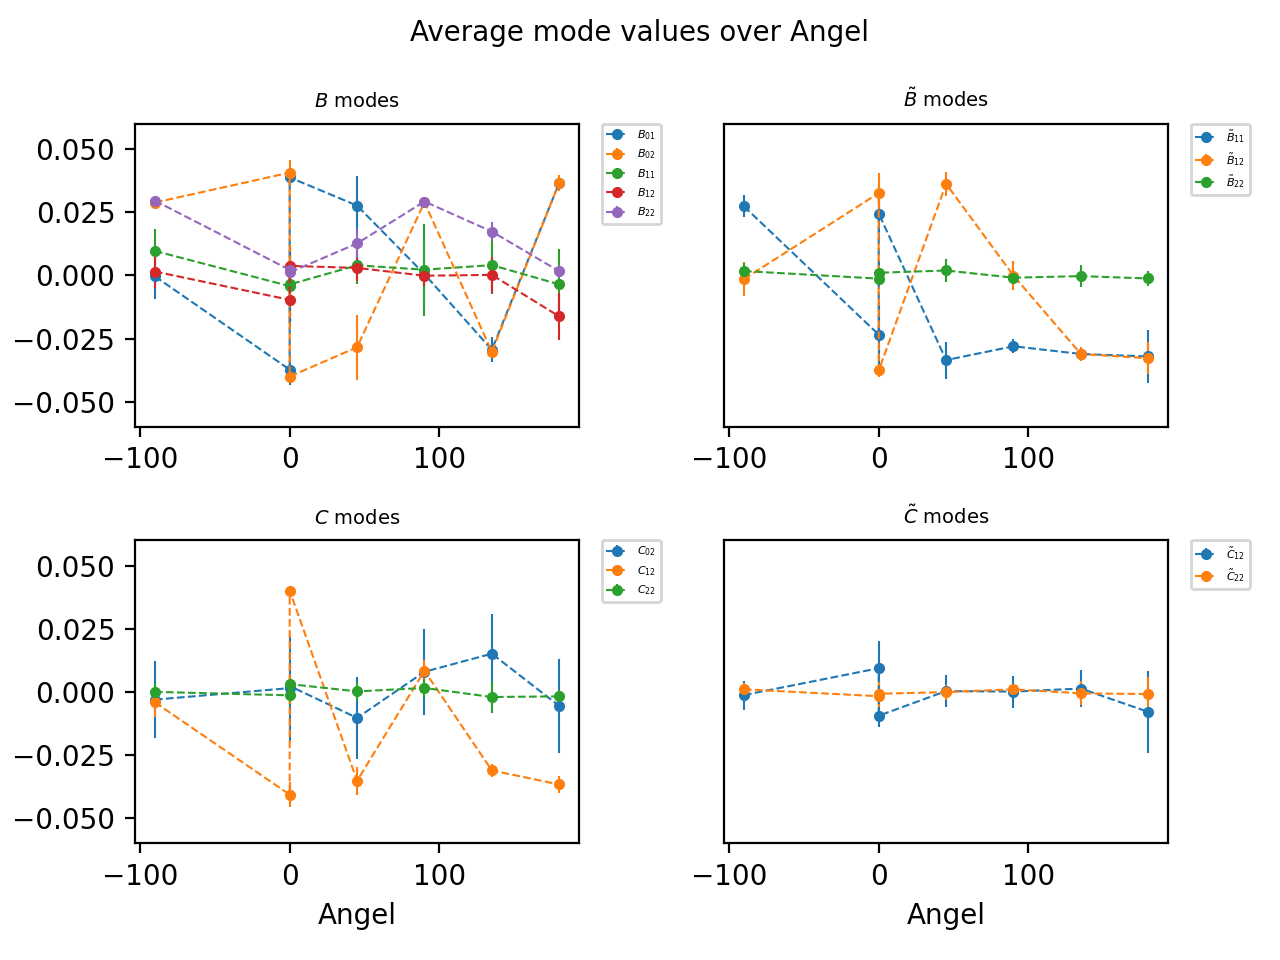 Average mode values over Angel
B modes
B̃ modes
0.050
0.025
0.000
−0.025
−0.050
−100 0 100
B₀₁
B₀₂
B₁₁
B₁₂
B₂₂
−100 0 100
B̃₁₁
B̃₁₂
B̃₂₂
C modes
C̃ modes
0.050
0.025
0.000
−0.025
−0.050
−100 0 100
Angel
C₀₂
C₁₂
C₂₂
−100 0 100
Angel
C̃₁₂
C̃₂₂